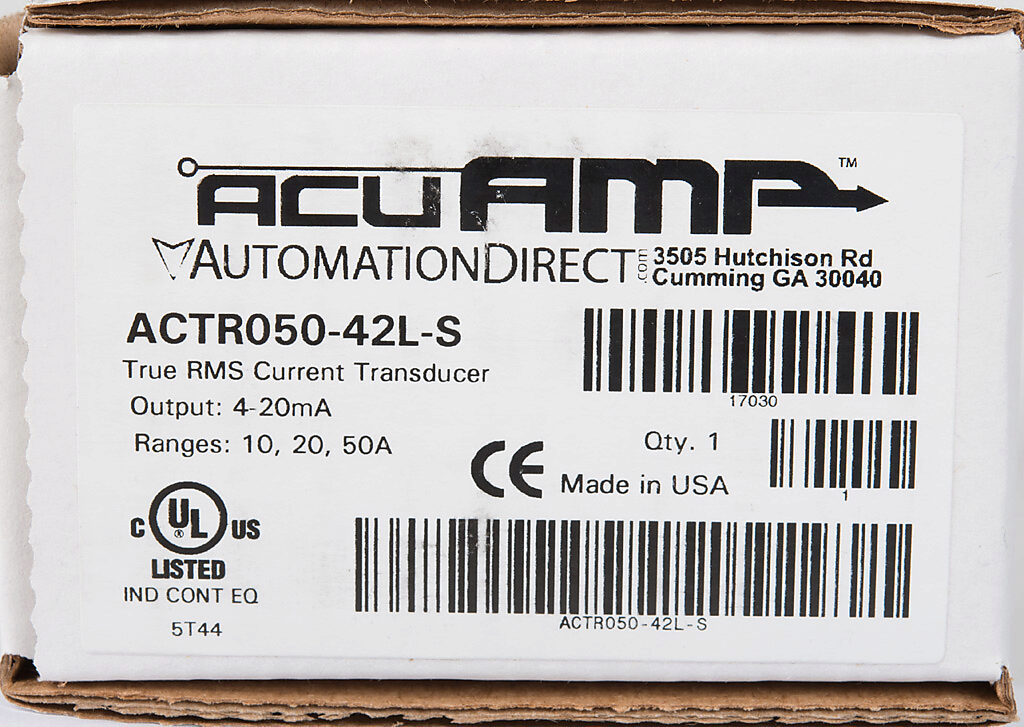 ACUAMP™
AUTOMATIONDIRECT.com
3505 Hutchison Rd
Cumming GA 30040
ACTR050-42L-S
True RMS Current Transducer
Output: 4-20mA
Ranges: 10, 20, 50A
17030
Qty. 1
1
CE
Made in USA
C UL® US
LISTED
IND CONT EQ
5T44
ACTR050-42L-S